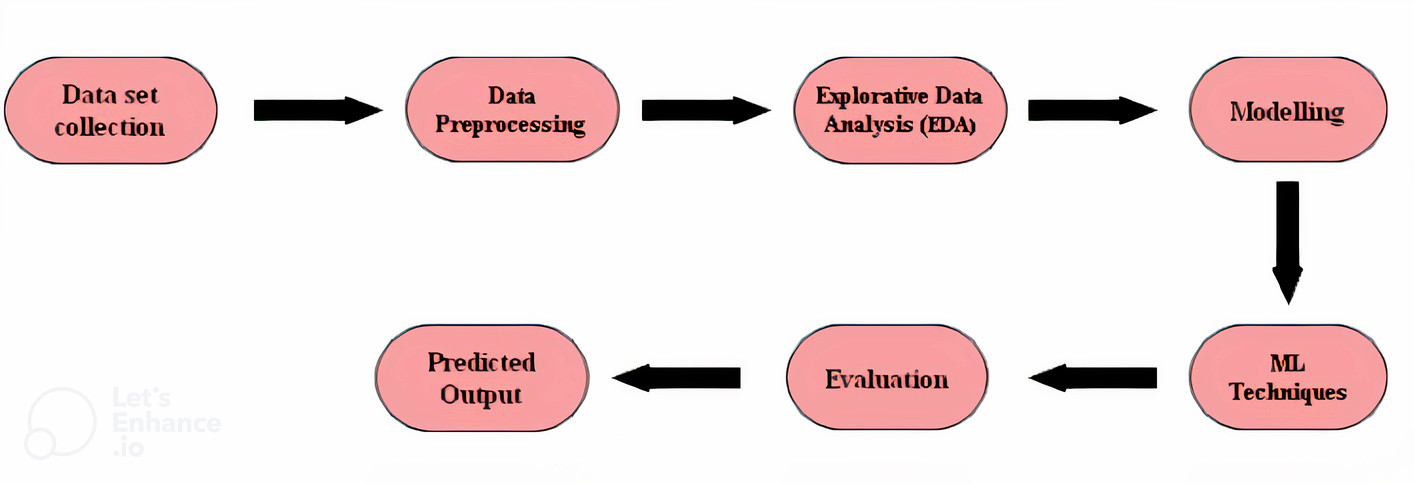 Data set
collection
Data
Preprocessing
Explorative Data
Analysis (EDA)
Modelling
Predicted
Output
Evaluation
ML
Techniques
Let's
Enhance
.io